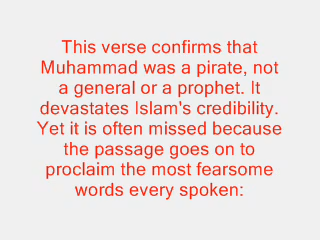 This verse confirms that
Muhammad was a pirate, not
a general or a prophet. It
devastates Islam's credibility.
Yet it is often missed because
the passage goes on to
proclaim the most fearsome
words every spoken: